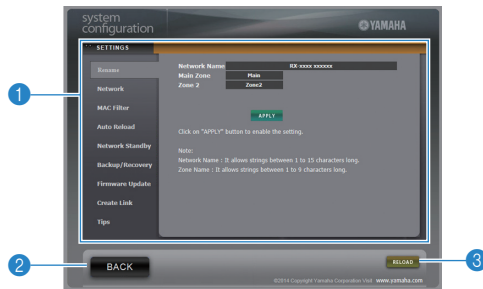 system
configuration
YAMAHA
SETTINGS
Rename
Network
MAC Filter
Auto Reload
Network Standby
Backup/Recovery
Firmware Update
Create Link
Tips
Network Name RX-xxxx xxxxxx
Main Zone Main
Zone 2 Zone2
APPLY
Click on "APPLY" button to enable the setting.
Note:
Network Name : It allows strings between 1 to 15 characters long.
Zone Name : It allows strings between 1 to 9 characters long.
1
2
BACK
RELOAD
3
©2014 Copyright Yamaha Corporation Visit www.yamaha.com